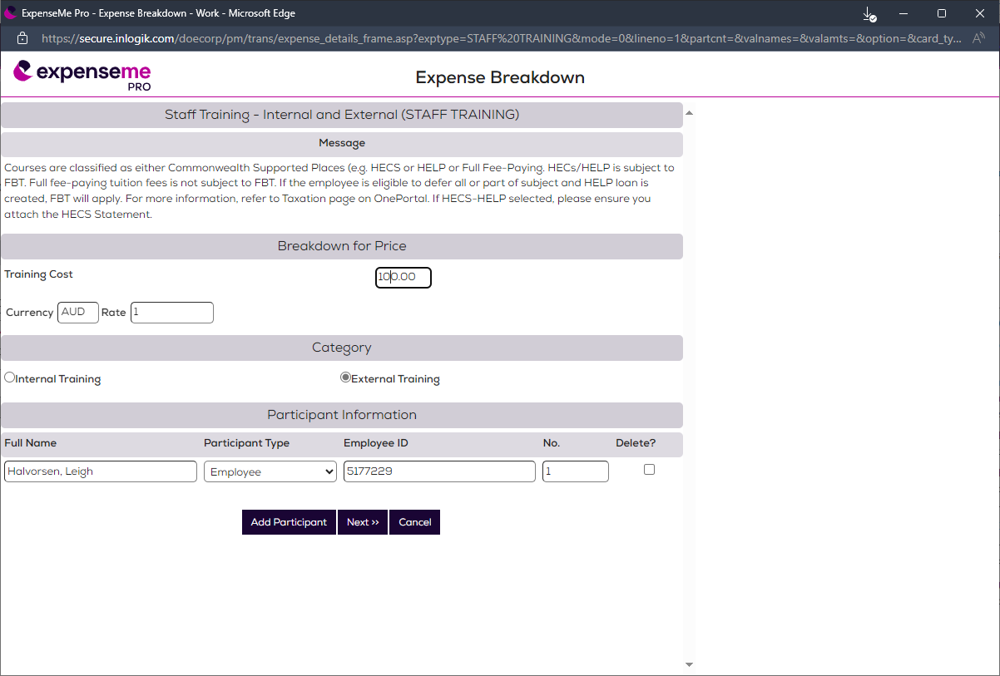 ExpenseMe Pro - Expense Breakdown - Work - Microsoft Edge
https://secure.inlogik.com/doecorp/pm/trans/expense_details_frame.asp?exptype=STAFF%20TRAINING&mode=0&lineno=1&partcnt=&valnames=&valamts=&option=&card_ty...
expenseme
PRO
Expense Breakdown
Staff Training - Internal and External (STAFF TRAINING)
Message
Courses are classified as either Commonwealth Supported Places (e.g. HECS or HELP or Full Fee-Paying. HECs/HELP is subject to
FBT. Full fee-paying tuition fees is not subject to FBT. If the employee is eligible to defer all or part of subject and HELP loan is
created, FBT will apply. For more information, refer to Taxation page on OnePortal. If HECS-HELP selected, please ensure you
attach the HECS Statement.
Breakdown for Price
Training Cost 100.00
Currency AUD Rate 1
Category
Internal Training External Training
Participant Information
Full Name Participant Type Employee ID No. Delete?
Halvorsen, Leigh Employee 5177229 1
Add Participant Next >> Cancel